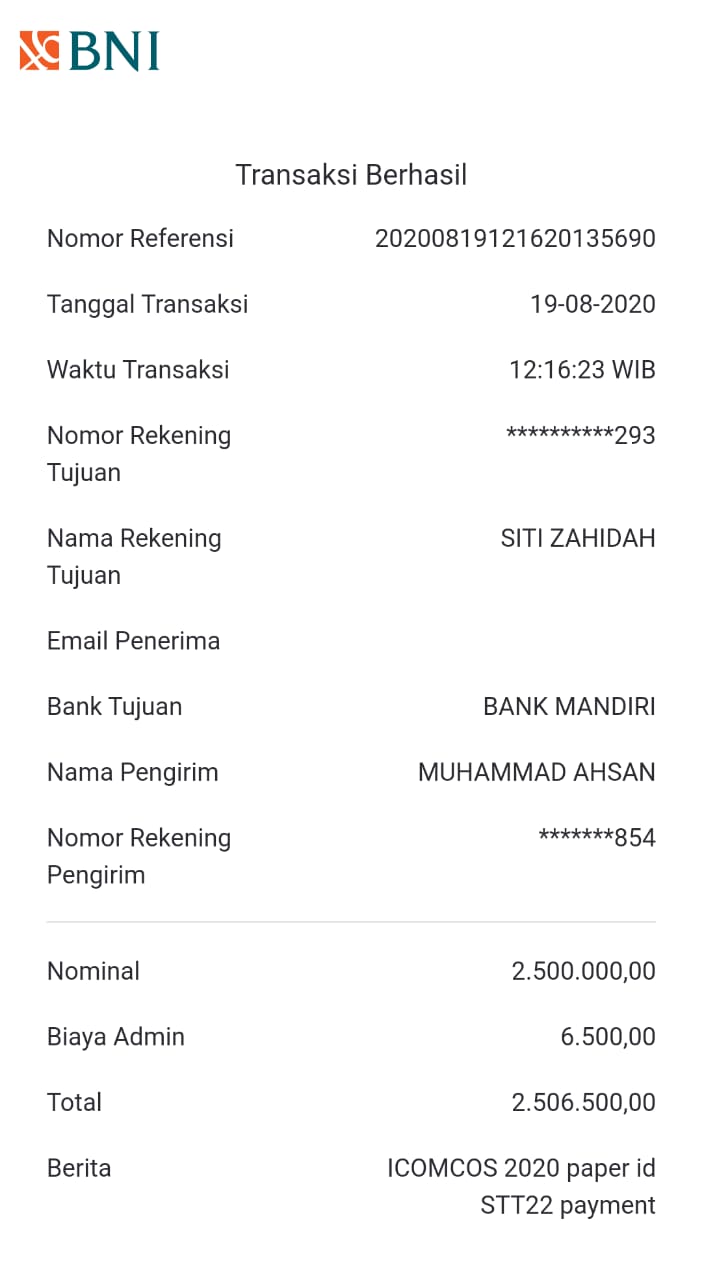 BNI
Transaksi Berhasil
Nomor Referensi 20200819121620135690
Tanggal Transaksi 19-08-2020
Waktu Transaksi 12:16:23 WIB
Nomor Rekening **********293
Tujuan
Nama Rekening SITI ZAHIDAH
Tujuan
Email Penerima
Bank Tujuan BANK MANDIRI
Nama Pengirim MUHAMMAD AHSAN
Nomor Rekening *******854
Pengirim
Nominal 2.500.000,00
Biaya Admin 6.500,00
Total 2.506.500,00
Berita ICOMCOS 2020 paper id
STT22 payment